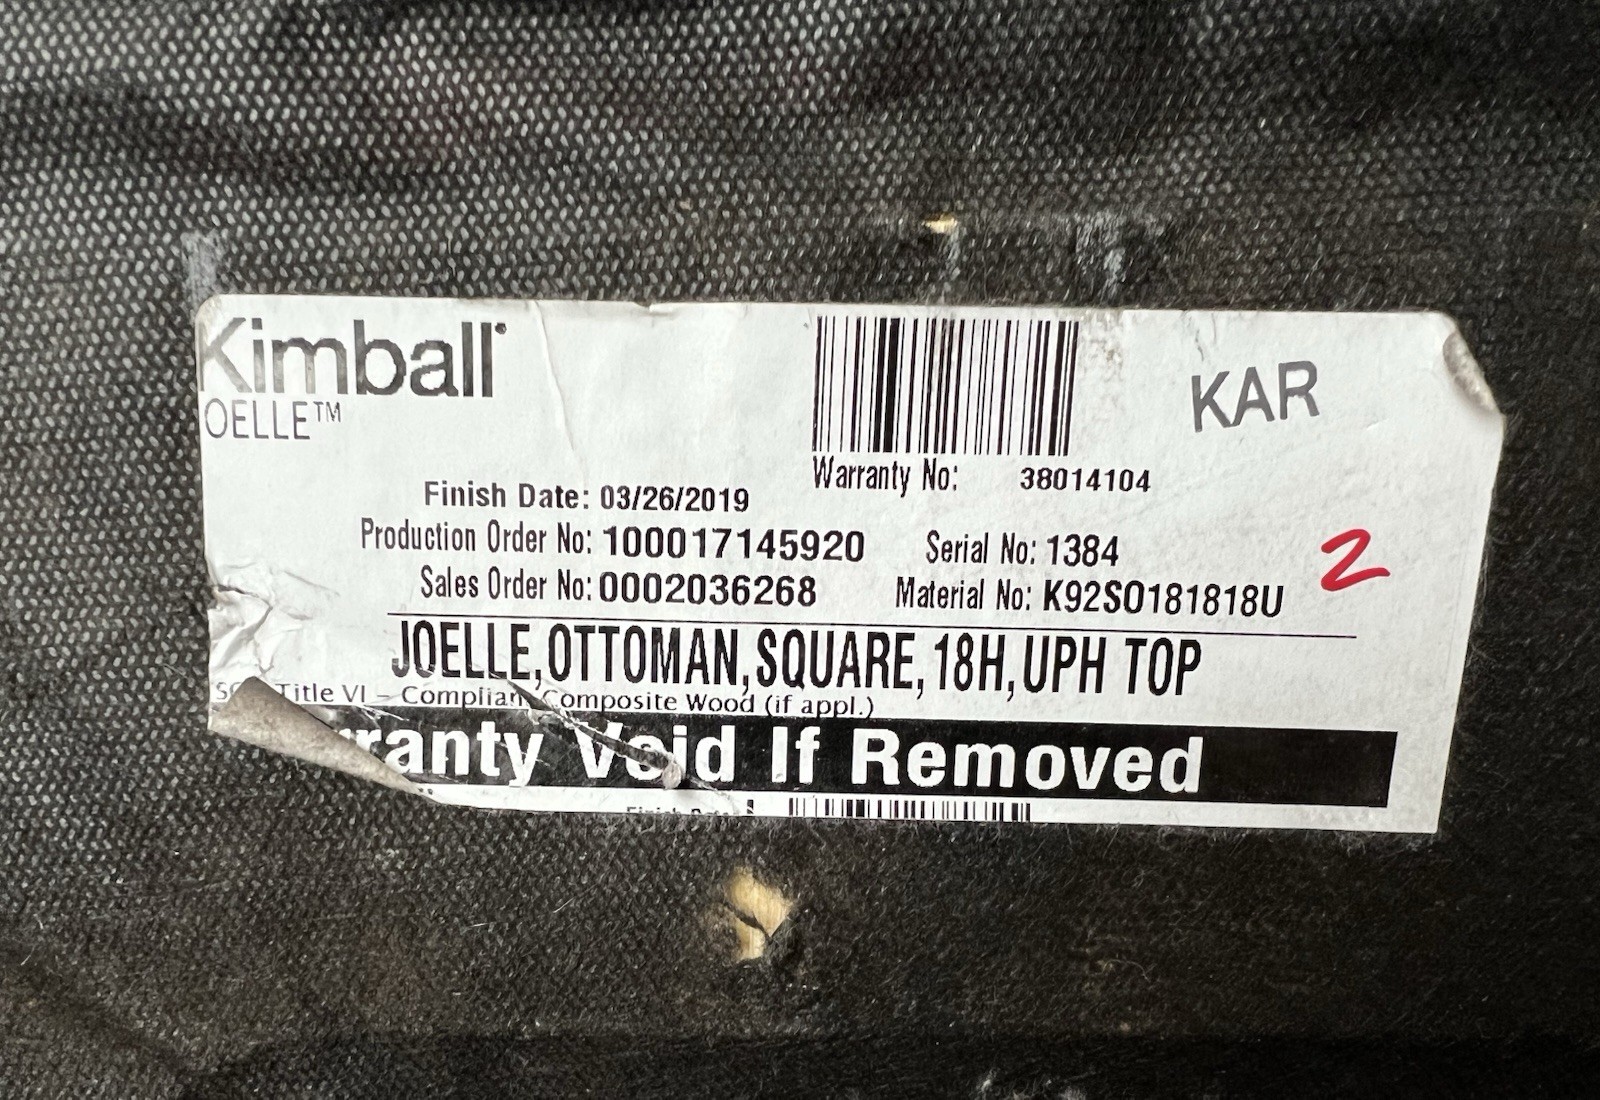 Kimball
OELLE™
KAR
Warranty No: 38014104
Finish Date: 03/26/2019
Production Order No: 100017145920 Serial No: 1384
2
Sales Order No: 0002036268 Material No: K92SO181818U
JOELLE,OTTOMAN,SQUARE,18H,UPH TOP
Title VI – Complian Composite Wood (if appl.)
ranty Void If Removed